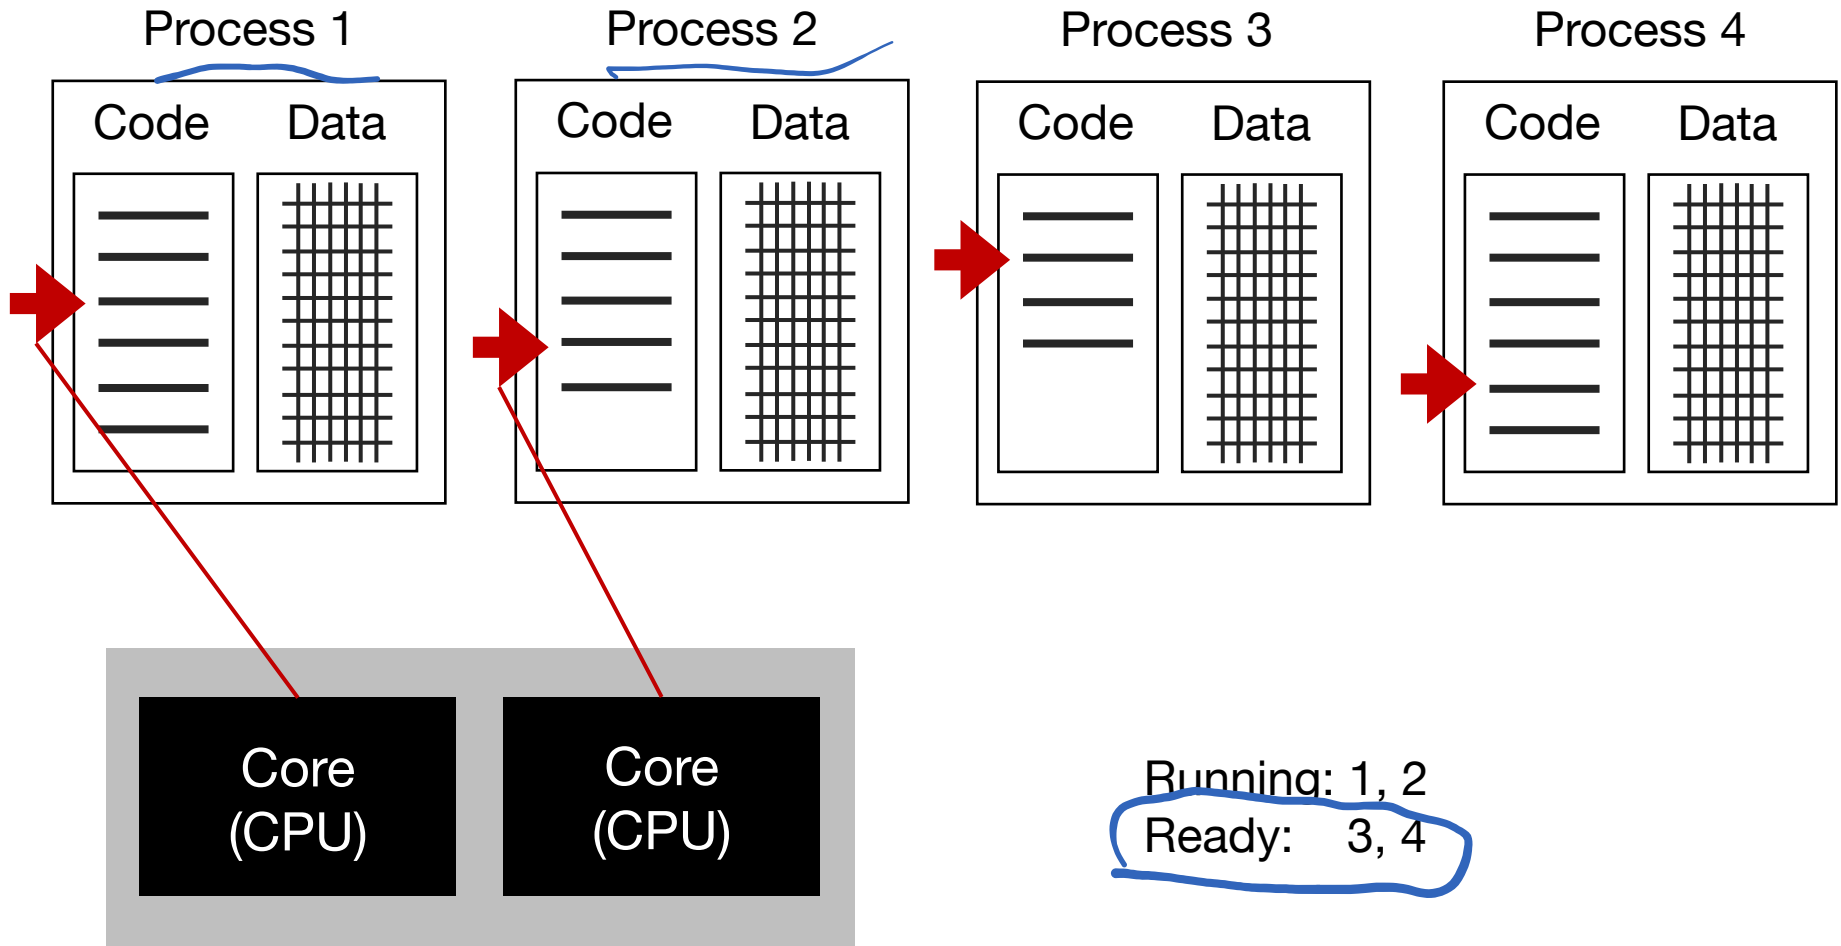 Process 1
Process 2
Process 3
Process 4
Code Data
Code Data
Code Data
Code Data
Core
(CPU)
Core
(CPU)
Running: 1, 2
Ready: 3, 4